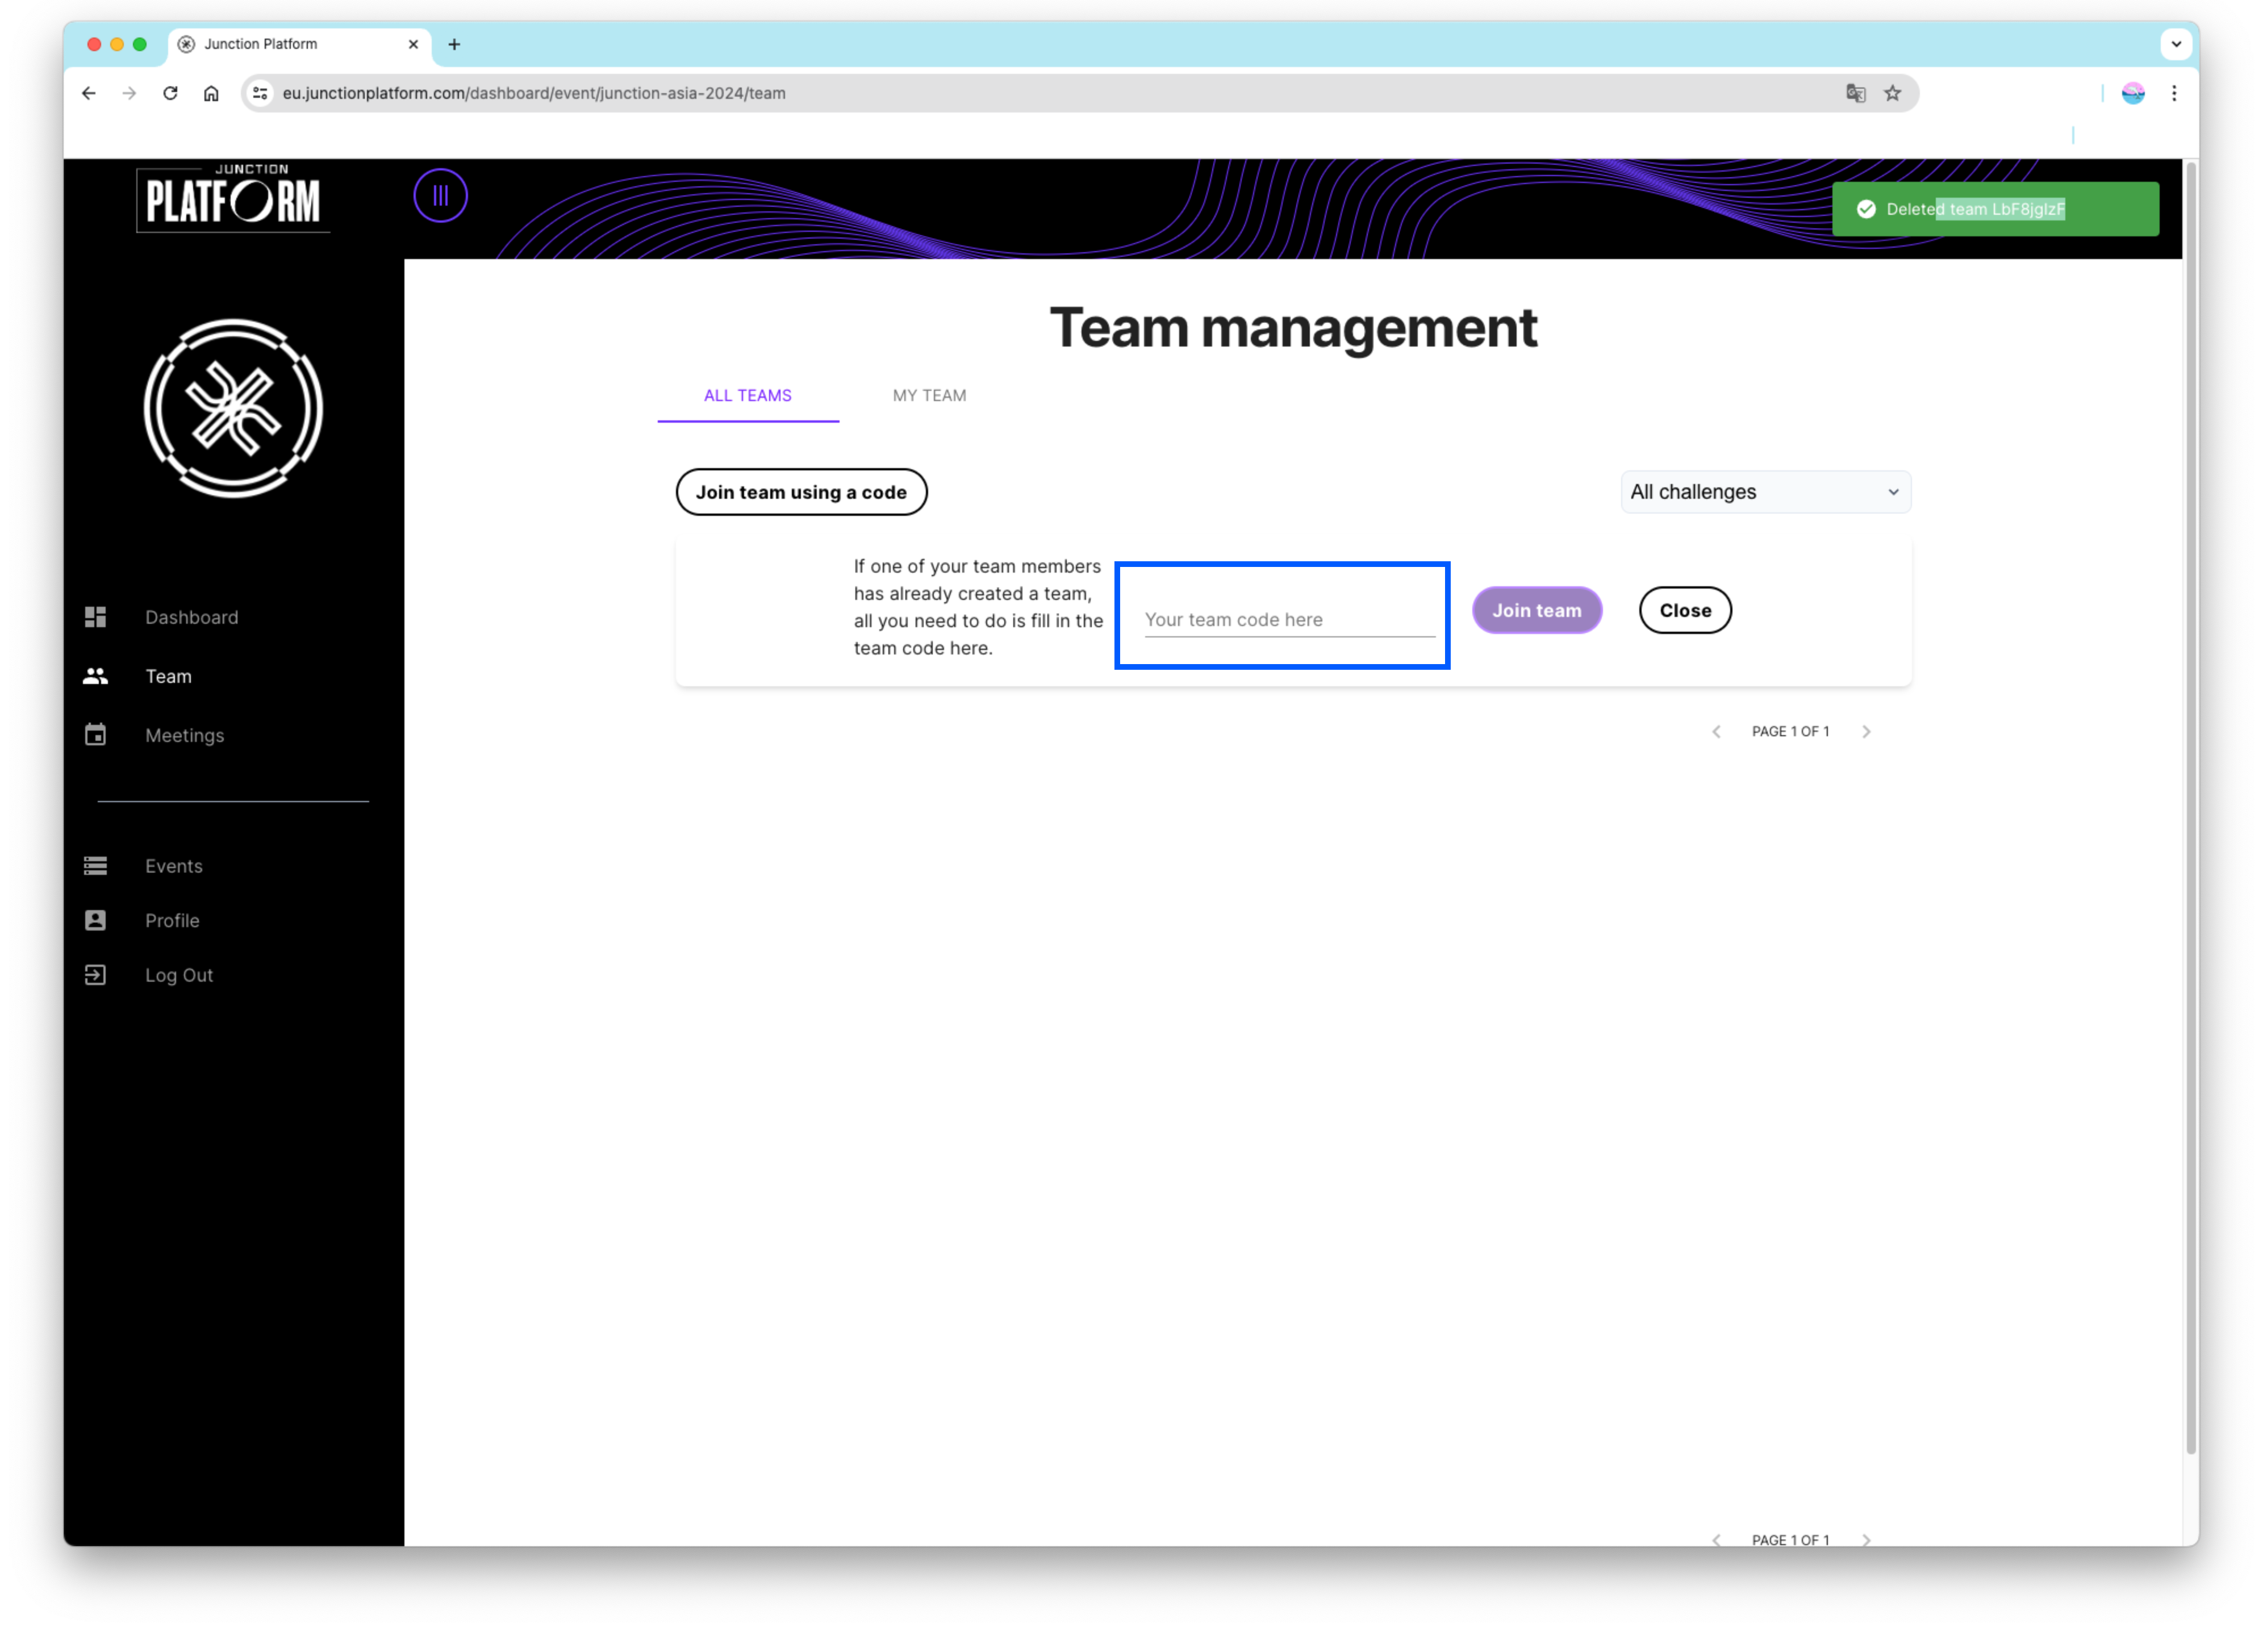 Junction Platform
eu.junctionplatform.com/dashboard/event/junction-asia-2024/team
JUNCTION
PLATFORM
Deleted team LbF8jglzF
Team management
ALL TEAMS
MY TEAM
Join team using a code
All challenges
If one of your team members
has already created a team,
all you need to do is fill in the
team code here.
Your team code here
Join team
Close
PAGE 1 OF 1
Dashboard
Team
Meetings
Events
Profile
Log Out
PAGE 1 OF 1